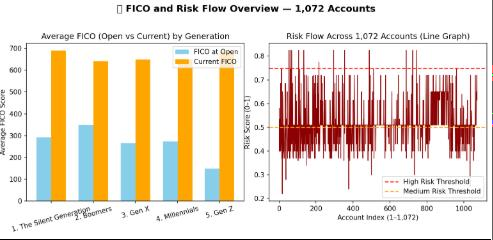 FICO and Risk Flow Overview — 1,072 Accounts
Average FICO (Open vs Current) by Generation
Risk Flow Across 1,072 Accounts (Line Graph)
Average FICO Score
700
600
500
400
300
200
100
0
FICO at Open
Current FICO
1. The Silent Generation
2. Boomers
3. Gen X
4. Millennials
5. Gen Z
Risk Score (0–1)
0.8
0.7
0.6
0.5
0.4
0.3
0.2
High Risk Threshold
Medium Risk Threshold
0
200
400
600
800
1000
Account Index (1–1,072)